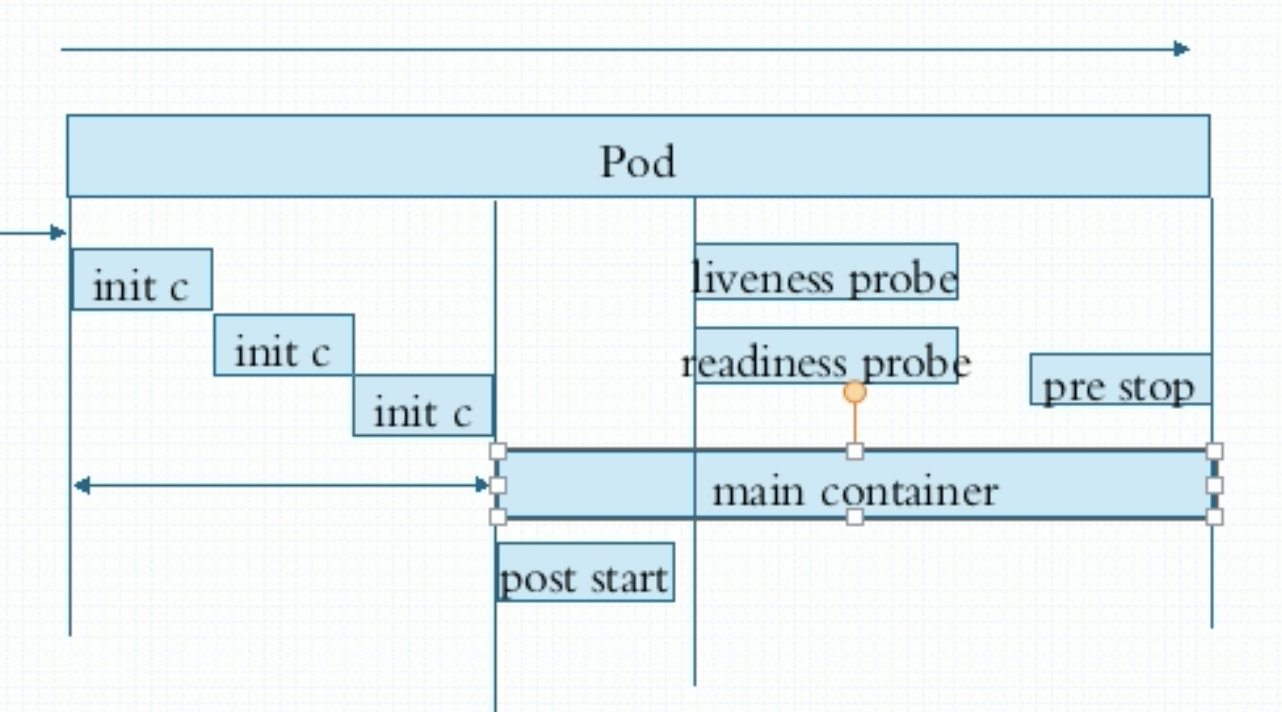 Pod
init c
init c
init c
liveness probe
readiness probe
pre stop
main container
post start